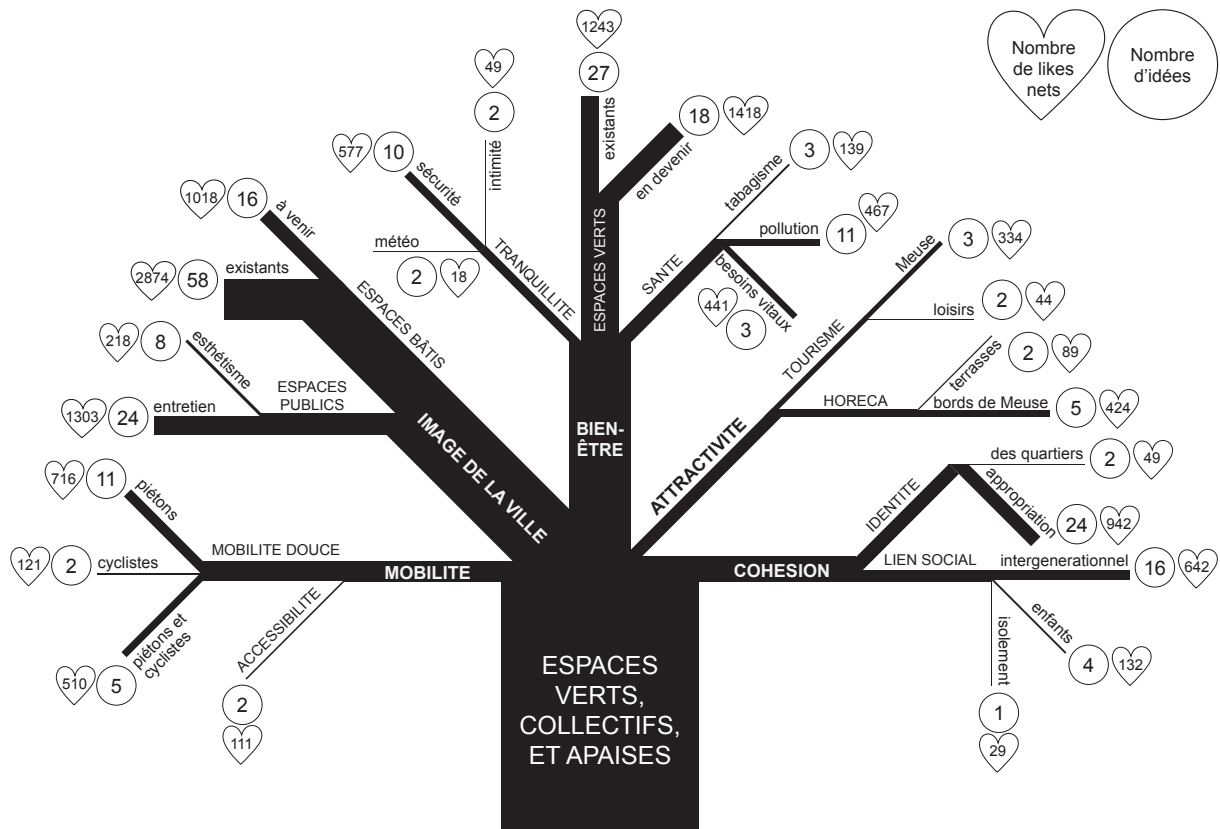 Nombre
de likes
nets
Nombre
d'idées
1243
27
existants
49
2
intimité
18
1418
en devenir
577
10
sécurité
3
139
tabagisme
1018
16
à venir
météo
2
18
TRANQUILLITE
ESPACES VERTS
SANTE
pollution
11
467
besoins vitaux
441
3
Meuse
3
334
2874
58
existants
ESPACES BÂTIS
loisirs
2
44
TOURISME
218
8
esthétisme
terrasses
2
89
1303
24
entretien
ESPACES
PUBLICS
HORECA
bords de Meuse
5
424
IMAGE DE LA VILLE
BIEN-
ÊTRE
ATTRACTIVITE
des quartiers
2
49
716
11
piétons
IDENTITE
appropriation
24
942
121
2
cyclistes
MOBILITE DOUCE
MOBILITE
COHESION
LIEN SOCIAL
intergenerationnel
16
642
510
5
piétons et
cyclistes
ACCESSIBILITE
2
111
isolement
1
29
enfants
4
132
ESPACES
VERTS,
COLLECTIFS,
ET APAISES